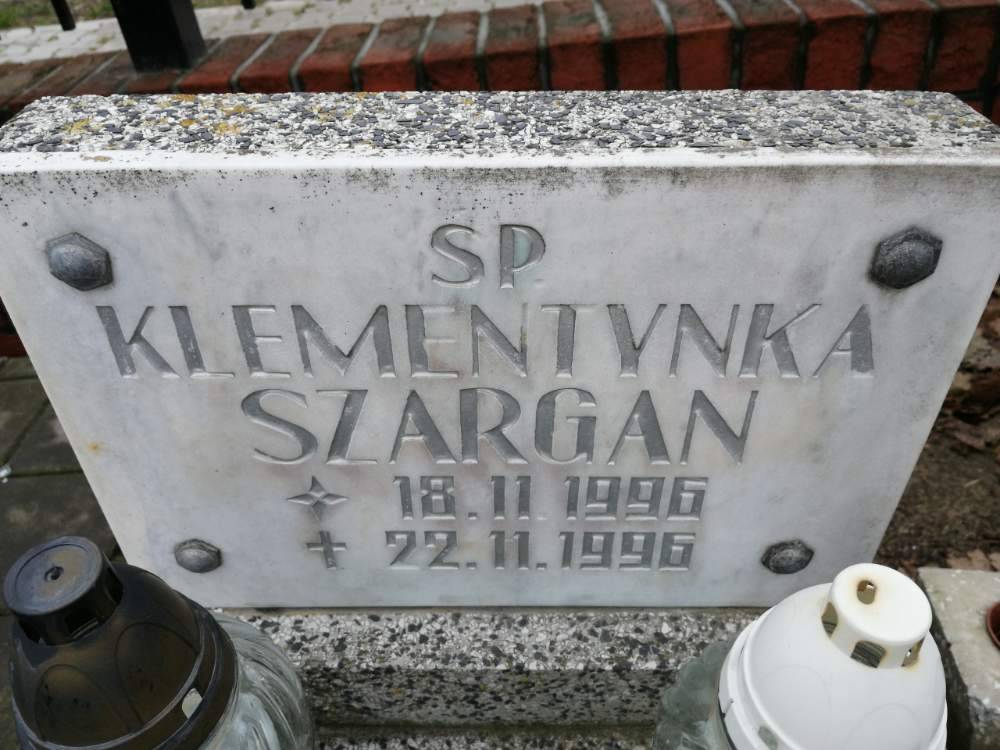 SP
KLEMENTYNKA
SZARGAN
18.11.1996
22.11.1996